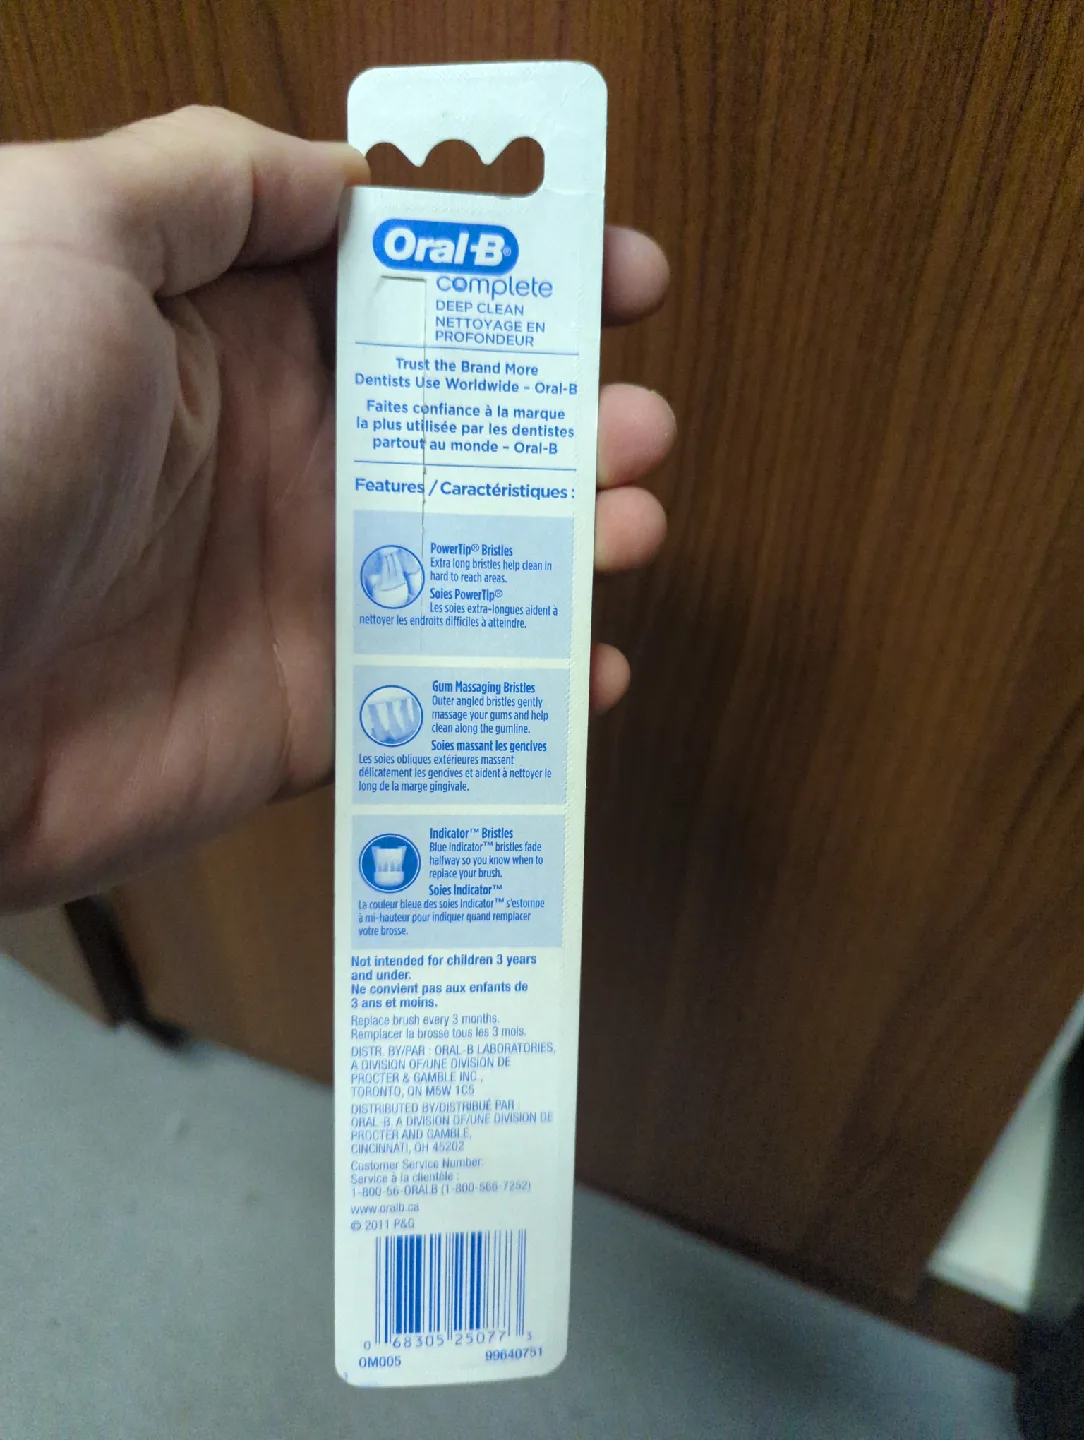 Oral-B®
complete
DEEP CLEAN
NETTOYAGE EN
PROFONDEUR
Trust the Brand More
Dentists Use Worldwide – Oral-B
Faites confiance à la marque
la plus utilisée par les dentistes
partout au monde – Oral-B
Features / Caractéristiques :
PowerTip® Bristles
Extra long bristles help clean in
hard to reach areas.
Soies PowerTip®
Les soies extra-longues aident à
nettoyer les endroits difficiles à atteindre.
Gum Massaging Bristles
Outer angled bristles gently
massage your gums and help
clean along the gumline.
Soies massant les gencives
Les soies obliques extérieures massent
délicatement les gencives et aident à nettoyer le
long de la marge gingivale.
Indicator™ Bristles
Blue Indicator™ bristles fade
halfway so you know when to
replace your brush.
Soies Indicator™
La couleur bleue des soies Indicator™ s'estompe
à mi-hauteur pour indiquer quand remplacer
votre brosse.
Not intended for children 3 years
and under.
Ne convient pas aux enfants de
3 ans et moins.
Replace brush every 3 months.
Remplacer la brosse tous les 3 mois.
DISTR. BY/PAR : ORAL-B LABORATORIES,
A DIVISION OF/UNE DIVISION DE
PROCTER & GAMBLE INC.,
TORONTO, ON M5W 1C5
DISTRIBUTED BY/DISTRIBUÉ PAR
ORAL-B, A DIVISION OF/UNE DIVISION DE
PROCTER AND GAMBLE,
CINCINNATI, OH 45202
Customer Service Number:
Service à la clientèle :
1-800-56-ORALB (1-800-566-7252)
www.oralb.ca
© 2011 P&G
0 68305 25077 3
OM005 99640751